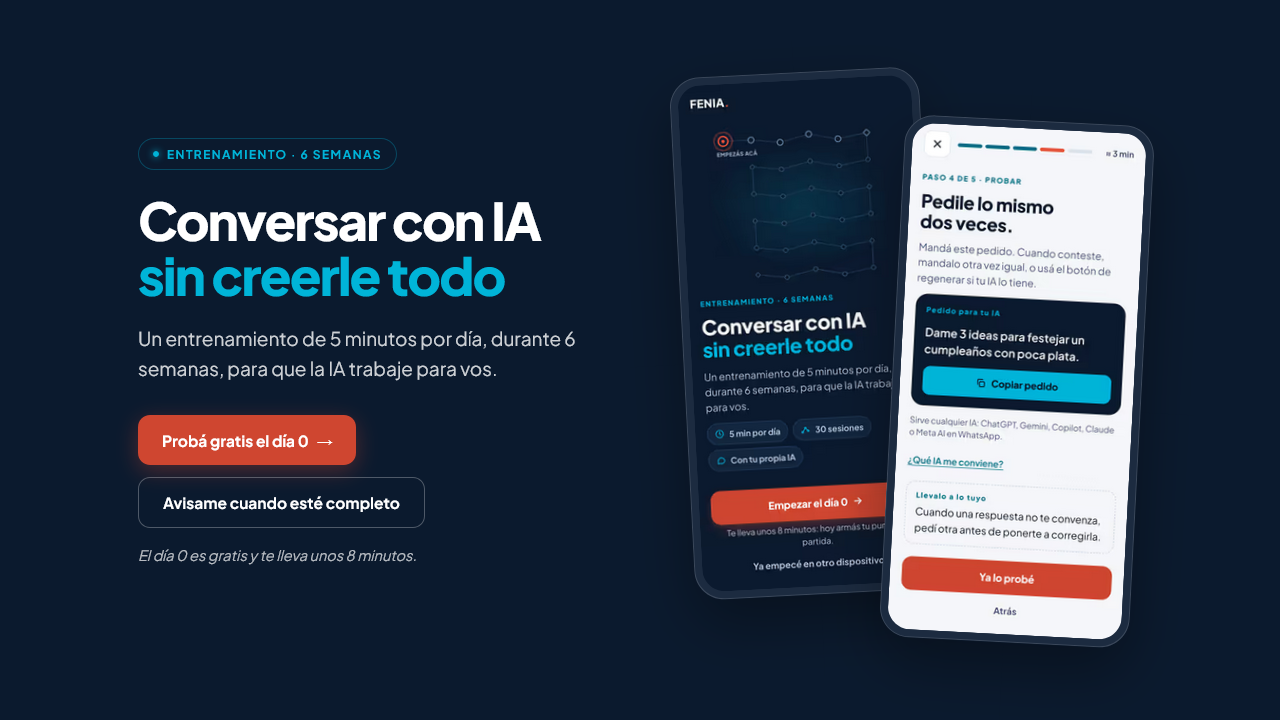 ENTRENAMIENTO · 6 SEMANAS
Conversar con IA
sin creerle todo
Un entrenamiento de 5 minutos por día, durante 6
semanas, para que la IA trabaje para vos.
Probá gratis el día 0 →
Avisame cuando esté completo
El día 0 es gratis y te lleva unos 8 minutos.
FENIA.
EMPEZÁS ACÁ
ENTRENAMIENTO · 6 SEMANAS
Conversar con IA
sin creerle todo
Un entrenamiento de 5 minutos por día,
durante 6 semanas, para que la IA
para vos.
5 min por día
30 sesiones
Con tu propia IA
Empezar el día 0 →
Te lleva unos 8 minutos: hoy armás tu
partida.
Ya empecé en otro dispositivo
≈ 3 min
PASO 4 DE 5 · PROBAR
Pedile lo mismo
dos veces.
Mandá este pedido. Cuando conteste,
mandalo otra vez igual, o usá el botón de
regenerar si tu IA lo tiene.
Pedido para tu IA
Dame 3 ideas para festejar un
cumpleaños con poca plata.
Copiar pedido
Sirve cualquier IA: ChatGPT, Gemini, Copilot, Claude
o Meta AI en WhatsApp.
¿Qué IA me conviene?
Llevalo a lo tuyo
Cuando una respuesta no te convenza,
pedí otra antes de ponerte a corregirla.
Ya lo probé
Atrás